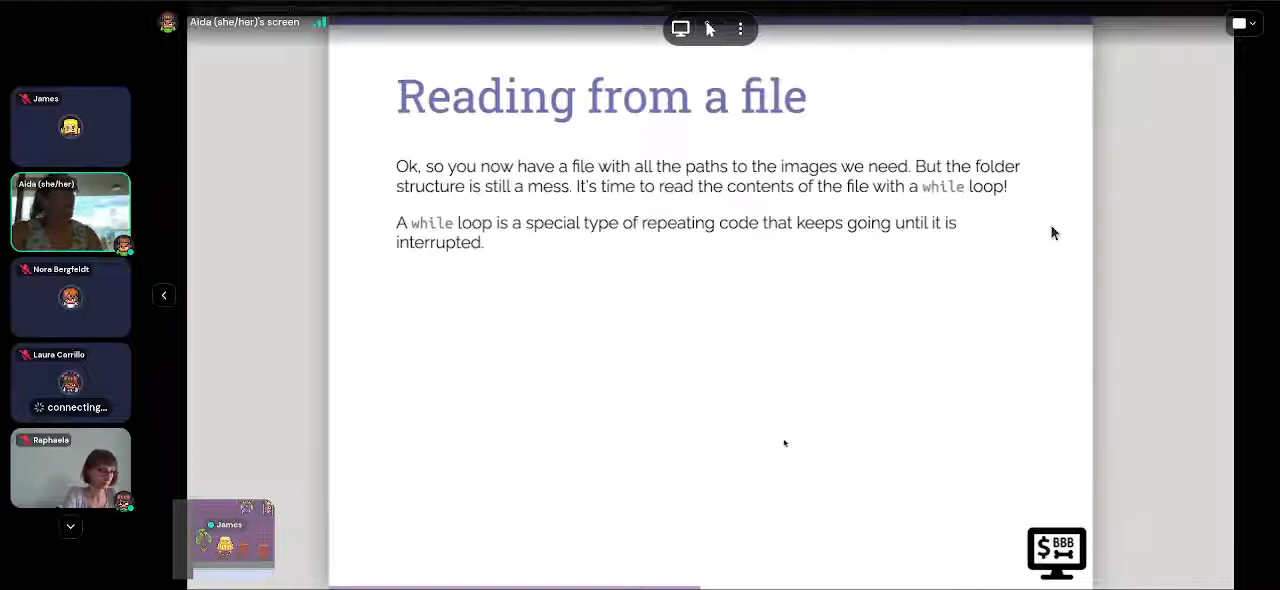 Aida (she/her)'s screen
James
Aida (she/her)
Nora Bergfeldt
Laura Carrillo
connecting...
Raphaela
James
Reading from a file
Ok, so you now have a file with all the paths to the images we need. But the folder
structure is still a mess. It's time to read the contents of the file with a while loop!
A while loop is a special type of repeating code that keeps going until it is
interrupted.
$ BBB